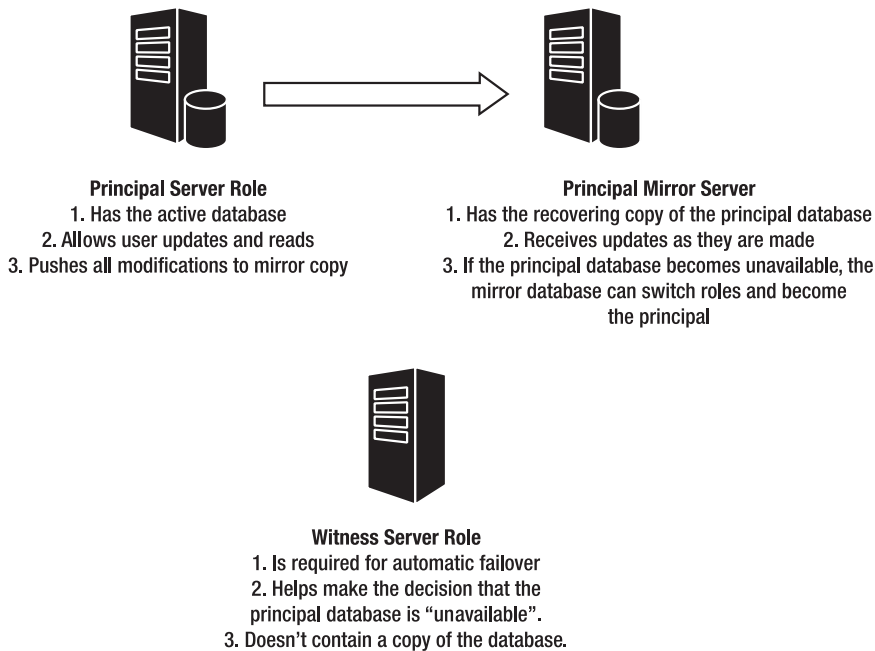 Principal Server Role
1. Has the active database
2. Allows user updates and reads
3. Pushes all modifications to mirror copy
Principal Mirror Server
1. Has the recovering copy of the principal database
2. Receives updates as they are made
3. If the principal database becomes unavailable, the
mirror database can switch roles and become
the principal
Witness Server Role
1. Is required for automatic failover
2. Helps make the decision that the
principal database is “unavailable”.
3. Doesn’t contain a copy of the database.